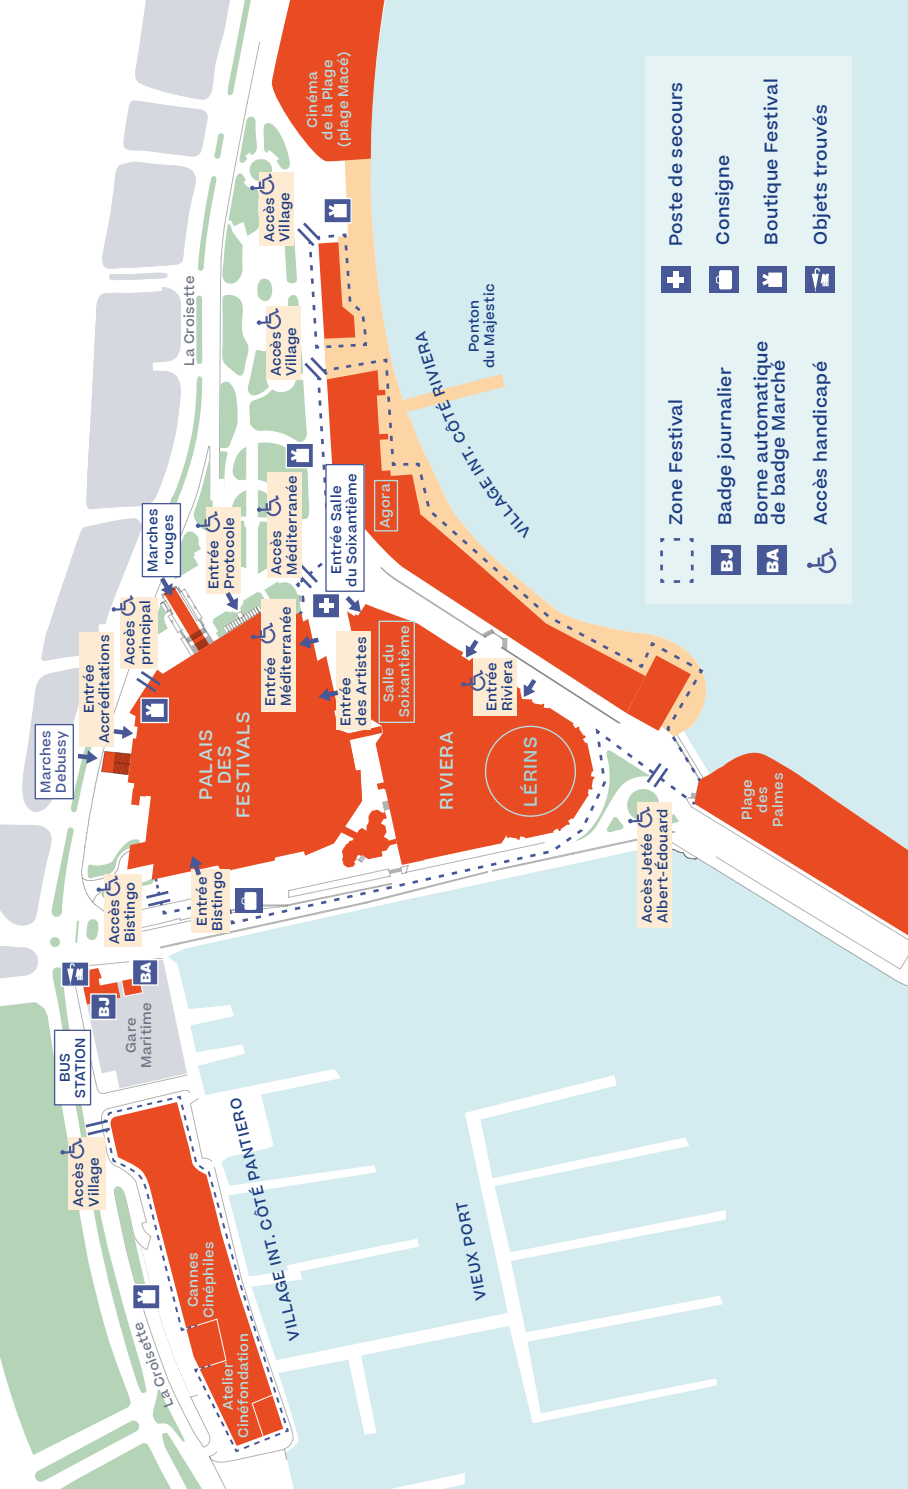 La Croisette
Atelier
Cinéfondation
Cannes
Cinéphiles
VILLAGE INT. CÔTÉ PANTIERO
VIEUX PORT
Accès
Village
BUS
STATION
Gare
Maritime
BJ
BA
Accès
Bistingo
Entrée
Bistingo
Marches
Debussy
Entrée
Accréditations
Accès
principal
Marches
rouges
Entrée
Protocole
Accès
Méditerranée
Entrée
Méditerranée
Entrée Salle
du Soixantième
Entrée
des Artistes
Salle du
Soixantième
Agora
PALAIS
DES
FESTIVALS
RIVIERA
LÉRINS
Entrée
Riviera
Accès Jetée
Albert-Édouard
Plage
des
Palmes
La Croisette
Accès
Village
Accès
Village
Cinéma
de la Plage
(plage Macé)
VILLAGE INT. CÔTÉ RIVIERA
Ponton
du Majestic
Zone Festival
BJ
Badge journalier
BA
Borne automatique
de badge Marché
Accès handicapé
Poste de secours
Consigne
Boutique Festival
Objets trouvés